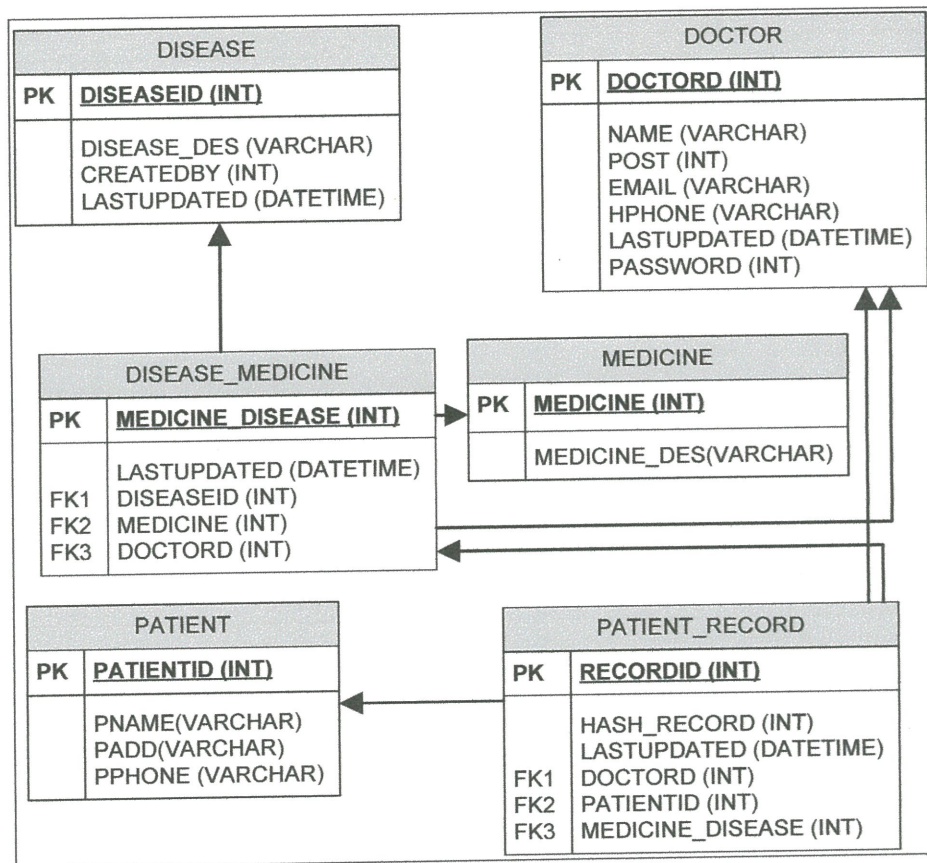 DISEASE
PK DISEASEID (INT)
DISEASE_DES (VARCHAR)
CREATEDBY (INT)
LASTUPDATED (DATETIME)
DOCTOR
PK DOCTORD (INT)
NAME (VARCHAR)
POST (INT)
EMAIL (VARCHAR)
HPHONE (VARCHAR)
LASTUPDATED (DATETIME)
PASSWORD (INT)
DISEASE_MEDICINE
PK MEDICINE_DISEASE (INT)
LASTUPDATED (DATETIME)
FK1 DISEASEID (INT)
FK2 MEDICINE (INT)
FK3 DOCTORD (INT)
MEDICINE
PK MEDICINE (INT)
MEDICINE_DES(VARCHAR)
PATIENT
PK PATIENTID (INT)
PNAME(VARCHAR)
PADD(VARCHAR)
PPHONE (VARCHAR)
PATIENT_RECORD
PK RECORDID (INT)
HASH_RECORD (INT)
LASTUPDATED (DATETIME)
FK1 DOCTORD (INT)
FK2 PATIENTID (INT)
FK3 MEDICINE_DISEASE (INT)